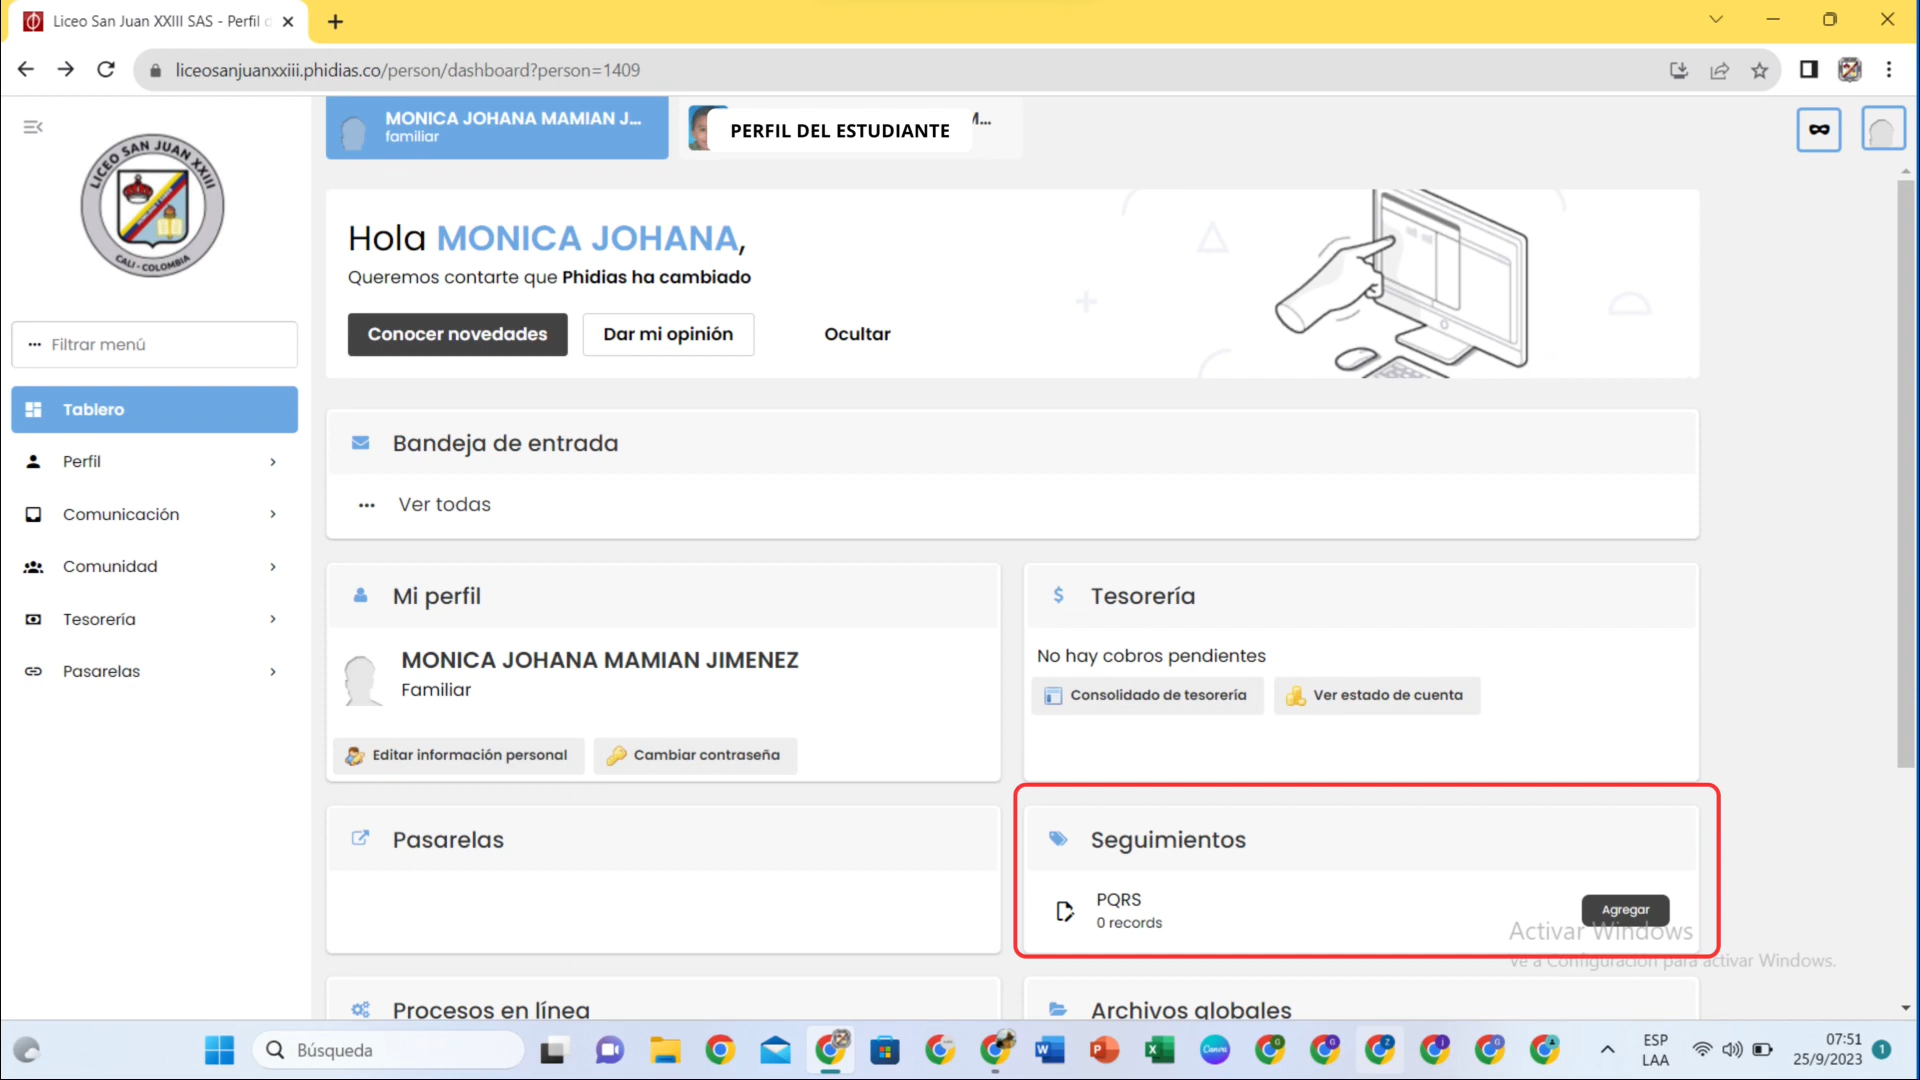 Liceo San Juan XXIII SAS - Perfil d
liceosanjuanxxiii.phidias.co/person/dashboard?person=1409
LICEO SAN JUAN XXIII
CALI - COLOMBIA
MONICA JOHANA MAMIAN J...
familiar
PERFIL DEL ESTUDIANTE
M...
Hola MONICA JOHANA,
Queremos contarte que Phidias ha cambiado
Conocer novedades
Dar mi opinión
Ocultar
Filtrar menú
Tablero
Perfil
Comunicación
Comunidad
Tesorería
Pasarelas
Bandeja de entrada
Ver todas
Mi perfil
MONICA JOHANA MAMIAN JIMENEZ
Familiar
Editar información personal
Cambiar contraseña
Tesorería
No hay cobros pendientes
Consolidado de tesorería
Ver estado de cuenta
Pasarelas
Seguimientos
PQRS
0 records
Agregar
Activar Windows
Ve a Configuración para activar Windows.
Procesos en línea
Archivos globales
Búsqueda
Canva
ESP
LAA
07:51
25/9/2023
1